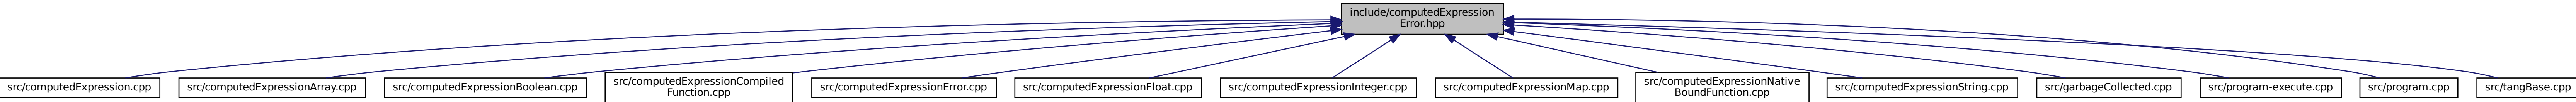 include/computedExpression
Error.hpp
src/computedExpression.cpp
src/computedExpressionArray.cpp
src/computedExpressionBoolean.cpp
src/computedExpressionCompiled
Function.cpp
src/computedExpressionError.cpp
src/computedExpressionFloat.cpp
src/computedExpressionInteger.cpp
src/computedExpressionMap.cpp
src/computedExpressionNative
BoundFunction.cpp
src/computedExpressionString.cpp
src/garbageCollected.cpp
src/program-execute.cpp
src/program.cpp
src/tangBase.cpp